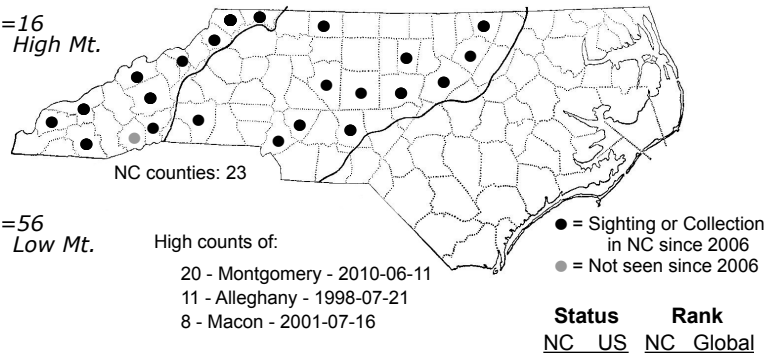 =16
High Mt.
NC counties: 23
=56
Low Mt.
High counts of:
20 - Montgomery - 2010-06-11
11 - Alleghany - 1998-07-21
8 - Macon - 2001-07-16
● = Sighting or Collection
in NC since 2006
● = Not seen since 2006
Status Rank
NC US NC Global